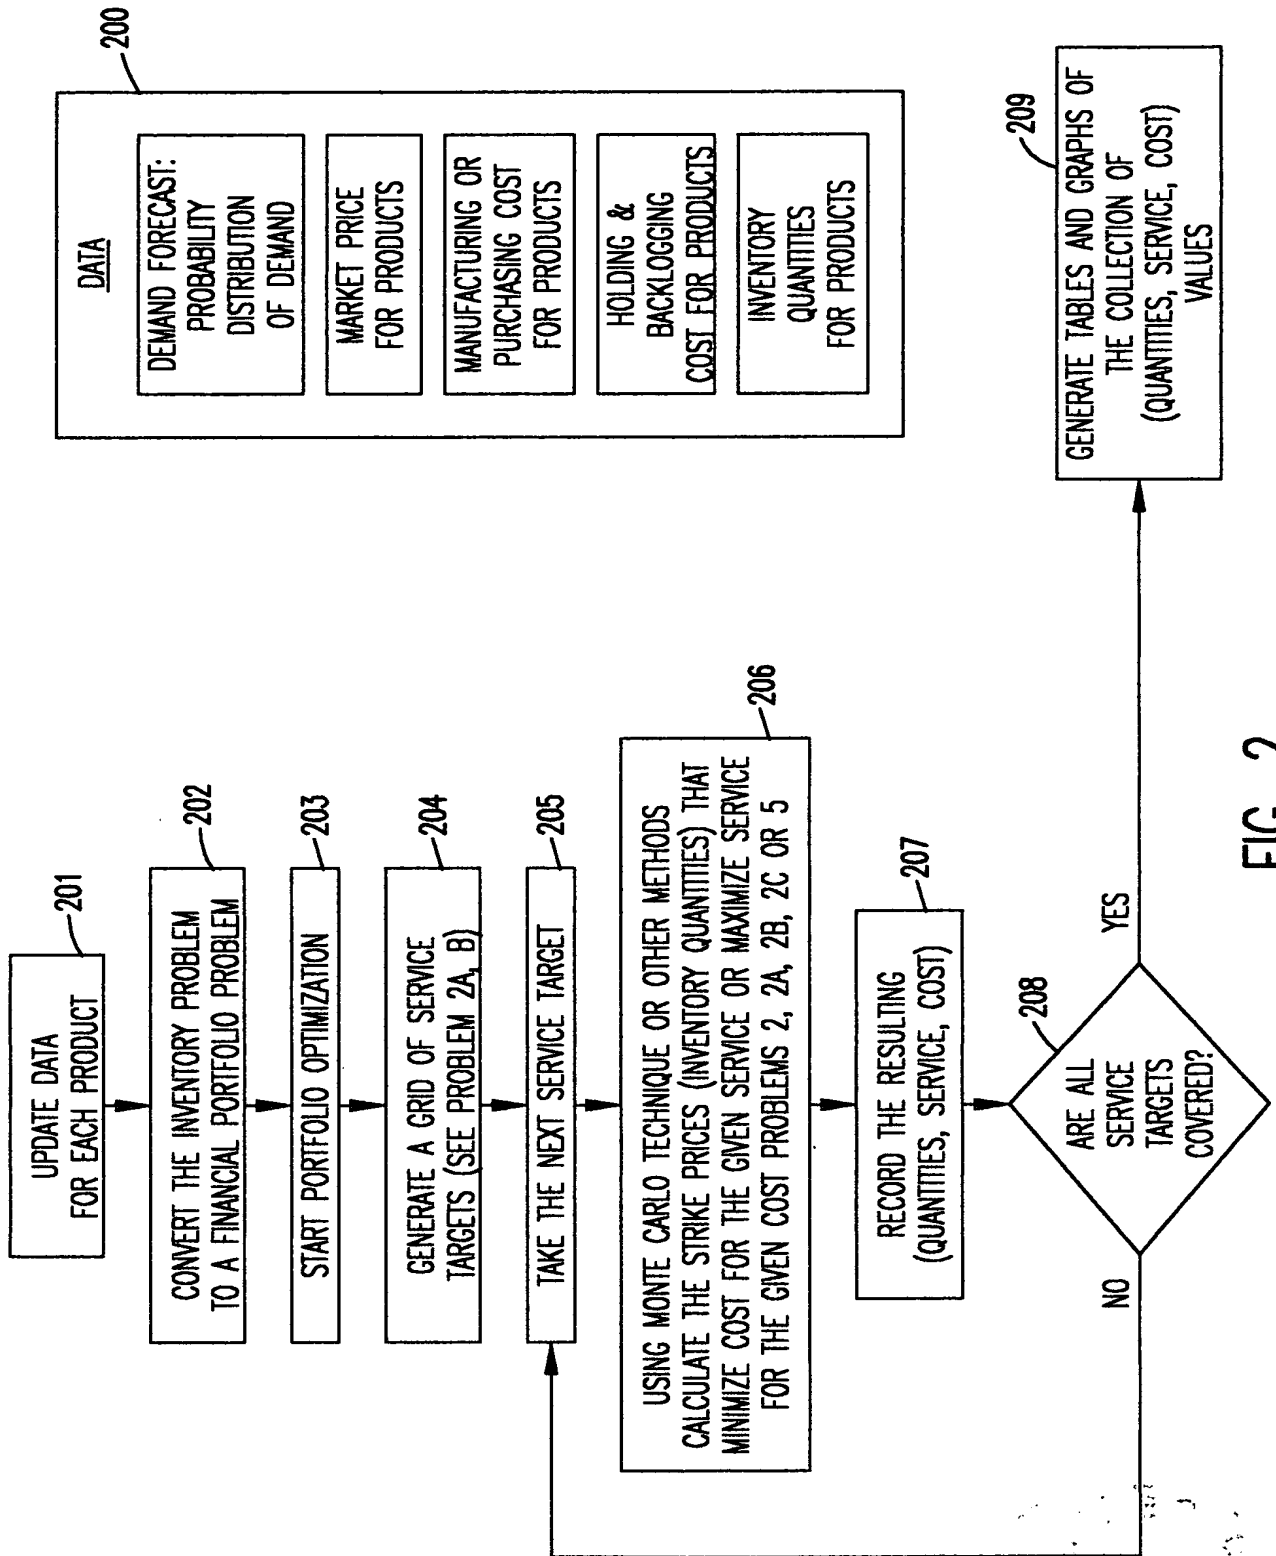 UPDATE DATA
FOR EACH PRODUCT
201
CONVERT THE INVENTORY PROBLEM
TO A FINANCIAL PORTFOLIO PROBLEM
202
START PORTFOLIO OPTIMIZATION
203
GENERATE A GRID OF SERVICE
TARGETS (SEE PROBLEM 2A, B)
204
TAKE THE NEXT SERVICE TARGET
205
USING MONTE CARLO TECHNIQUE OR OTHER METHODS
CALCULATE THE STRIKE PRICES (INVENTORY QUANTITIES) THAT
MINIMIZE COST FOR THE GIVEN SERVICE OR MAXIMIZE SERVICE
FOR THE GIVEN COST PROBLEMS 2, 2A, 2B, 2C OR 5
206
RECORD THE RESULTING
(QUANTITIES, SERVICE, COST)
207
ARE ALL
SERVICE
TARGETS
COVERED?
208
NO
YES
DATA
200
DEMAND FORECAST:
PROBABILITY
DISTRIBUTION
OF DEMAND
MARKET PRICE
FOR PRODUCTS
MANUFACTURING OR
PURCHASING COST
FOR PRODUCTS
HOLDING &
BACKLOGGING
COST FOR PRODUCTS
INVENTORY
QUANTITIES
FOR PRODUCTS
GENERATE TABLES AND GRAPHS OF
THE COLLECTION OF
(QUANTITIES, SERVICE, COST)
VALUES
209
FIG. 2